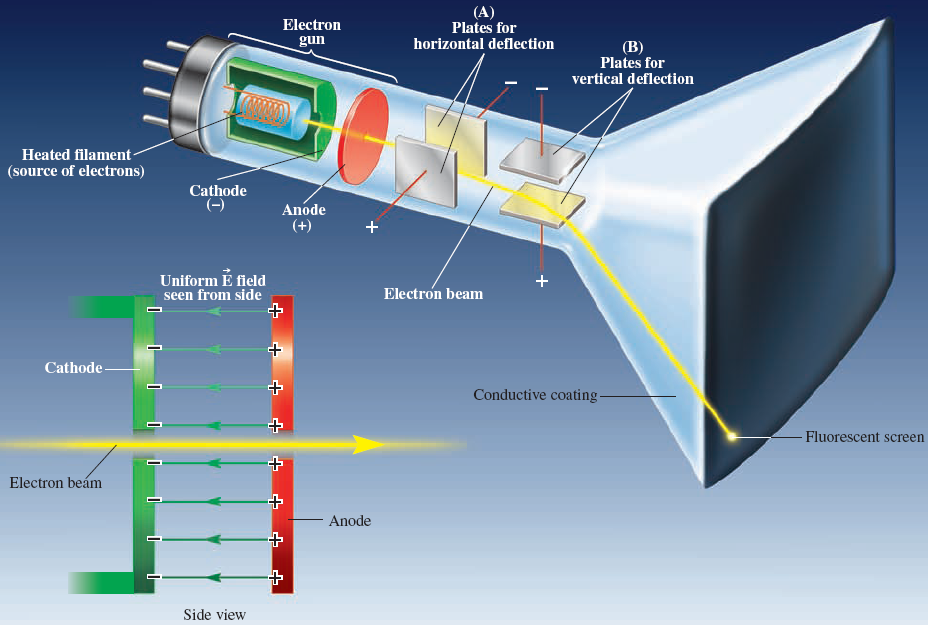 Electron
gun
(A)
Plates for
horizontal deflection
(B)
Plates for
vertical deflection
−
−
Heated filament
(source of electrons)
Cathode
(−)
Anode
(+)
+
+
Electron beam
Uniform E⃗ field
seen from side
− +
− +
Cathode
− +
− +
Electron beam
− +
− +
Anode
− +
− +
Side view
Conductive coating
Fluorescent screen